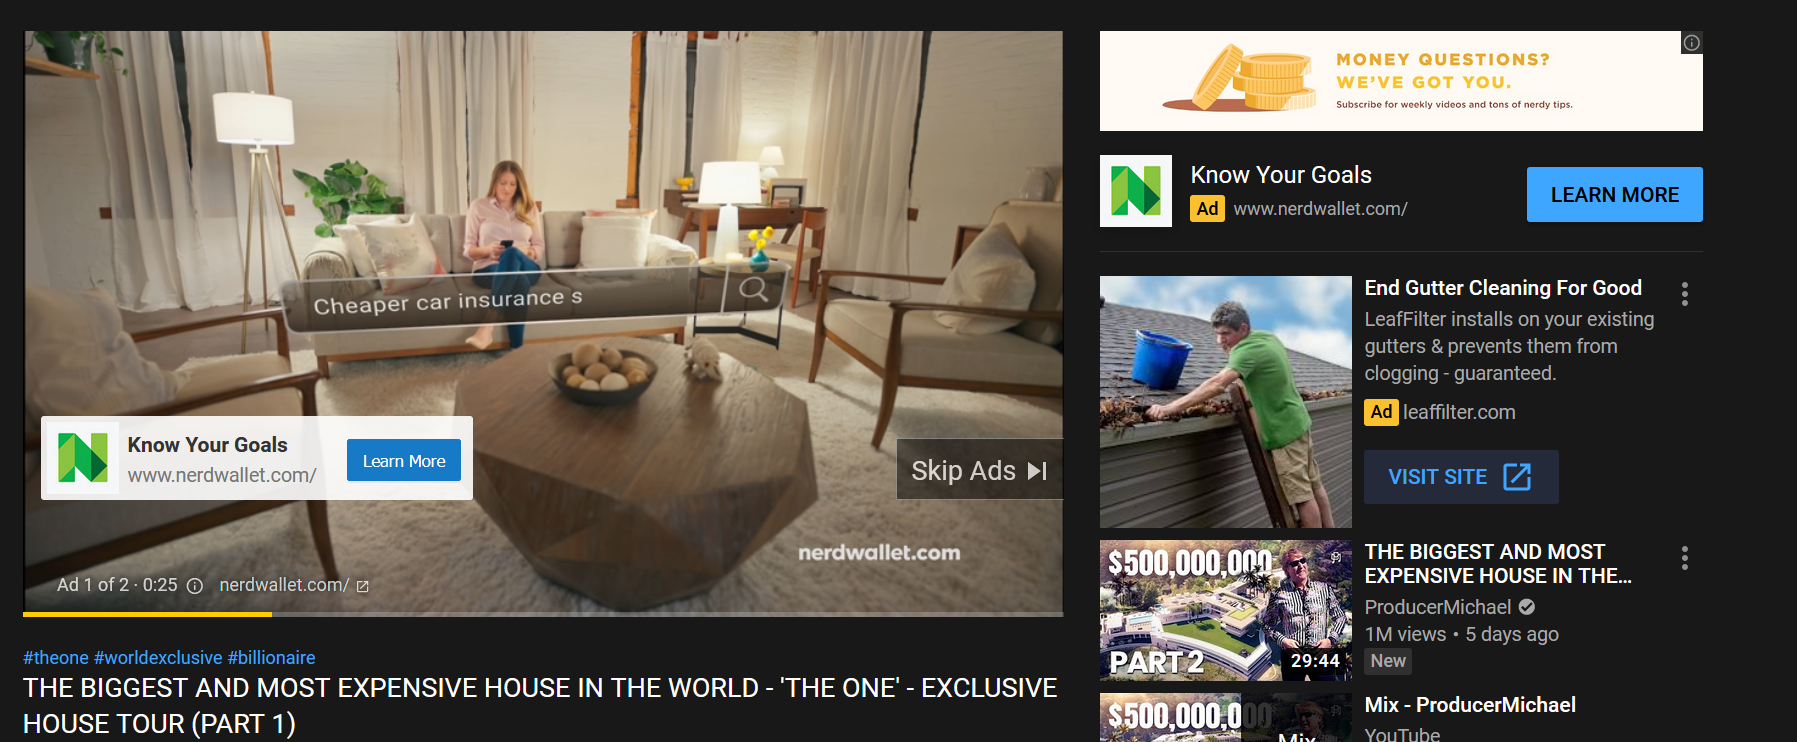 Cheaper car insurance s
Know Your Goals
www.nerdwallet.com/
Learn More
Skip Ads
nerdwallet.com
Ad 1 of 2 · 0:25 nerdwallet.com/
#theone #worldexclusive #billionaire
THE BIGGEST AND MOST EXPENSIVE HOUSE IN THE WORLD - 'THE ONE' - EXCLUSIVE
HOUSE TOUR (PART 1)
MONEY QUESTIONS?
WE'VE GOT YOU.
Subscribe for weekly videos and tons of nerdy tips.
Know Your Goals
Ad www.nerdwallet.com/
LEARN MORE
End Gutter Cleaning For Good
LeafFilter installs on your existing
gutters & prevents them from
clogging - guaranteed.
Ad leaffilter.com
VISIT SITE
$500,000,000
PART 2
29:44
THE BIGGEST AND MOST
EXPENSIVE HOUSE IN THE...
ProducerMichael
1M views • 5 days ago
New
$500,000,000
Mix
Mix - ProducerMichael
YouTube